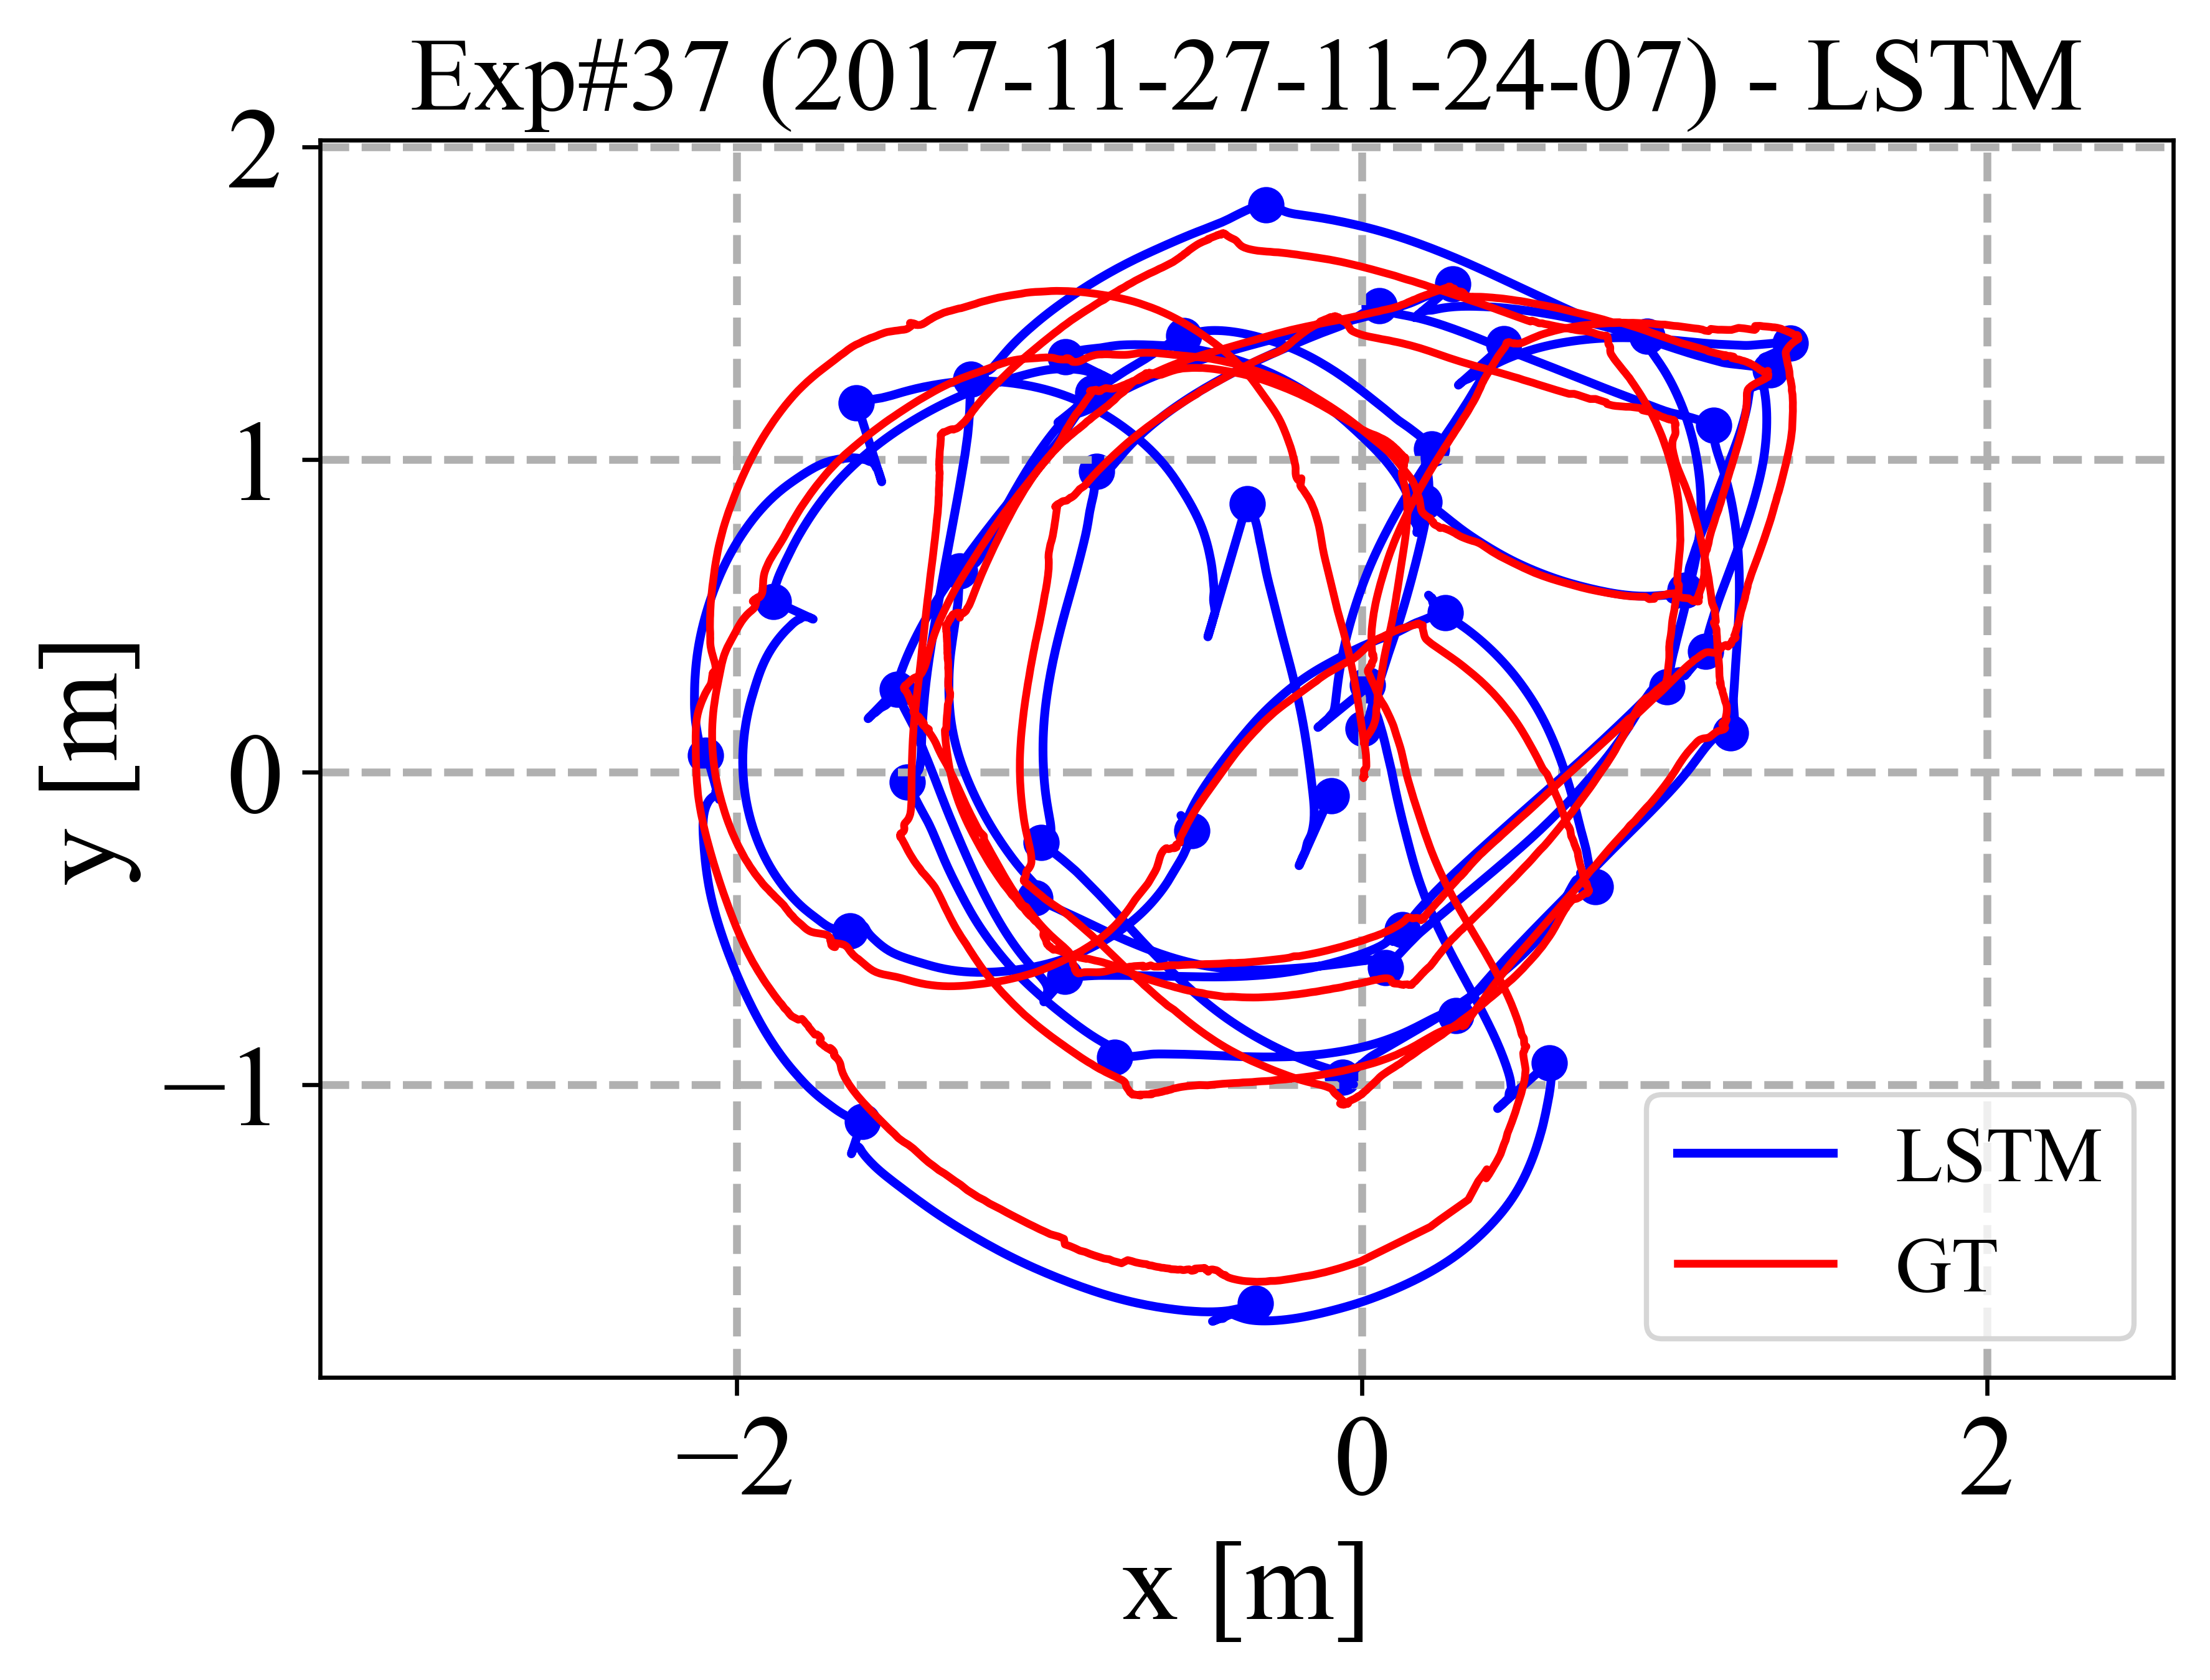 Exp#37 (2017-11-27-11-24-07) - LSTM
2
1
0
−1
y [m]
−2
0
2
x [m]
LSTM
GT